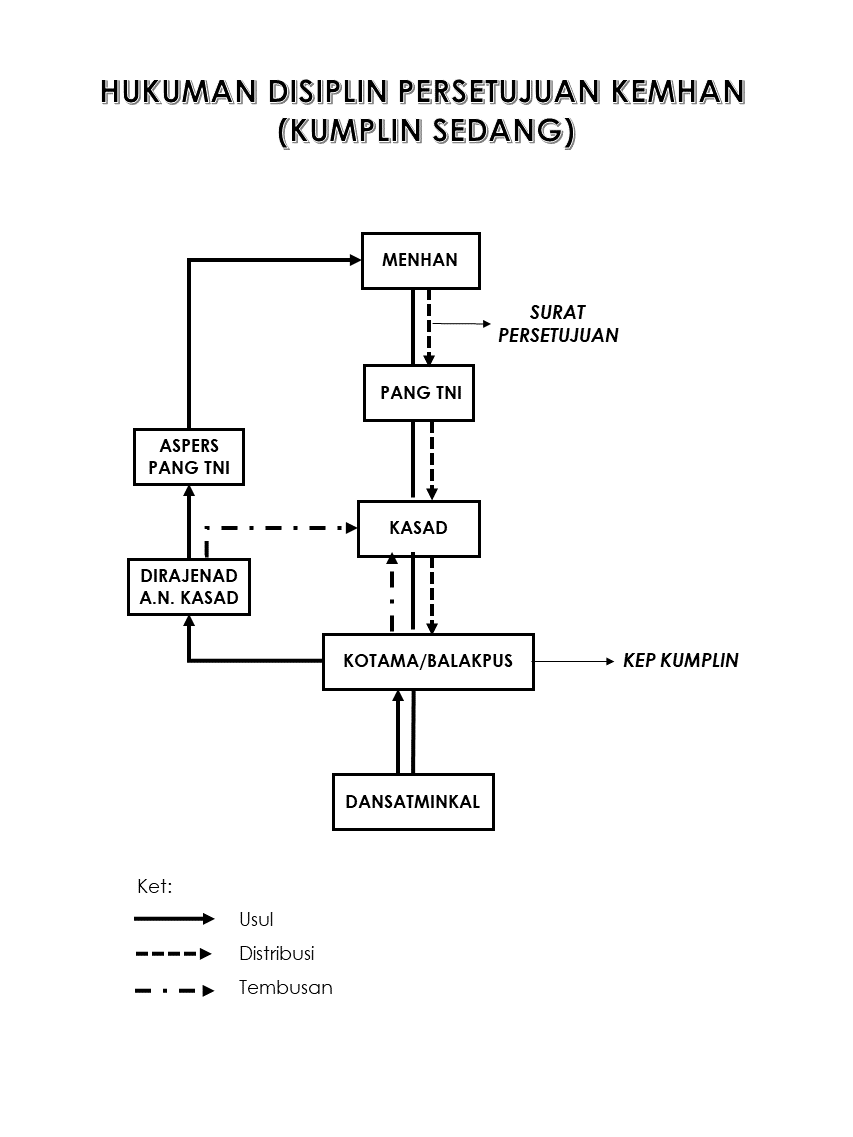 HUKUMAN DISIPLIN PERSETUJUAN KEMHAN
(KUMPLIN SEDANG)
MENHAN
SURAT
PERSETUJUAN
PANG TNI
ASPERS
PANG TNI
KASAD
DIRAJENAD
A.N. KASAD
KOTAMA/BALAKPUS
KEP KUMPLIN
DANSATMINKAL
Ket:
Usul
Distribusi
Tembusan